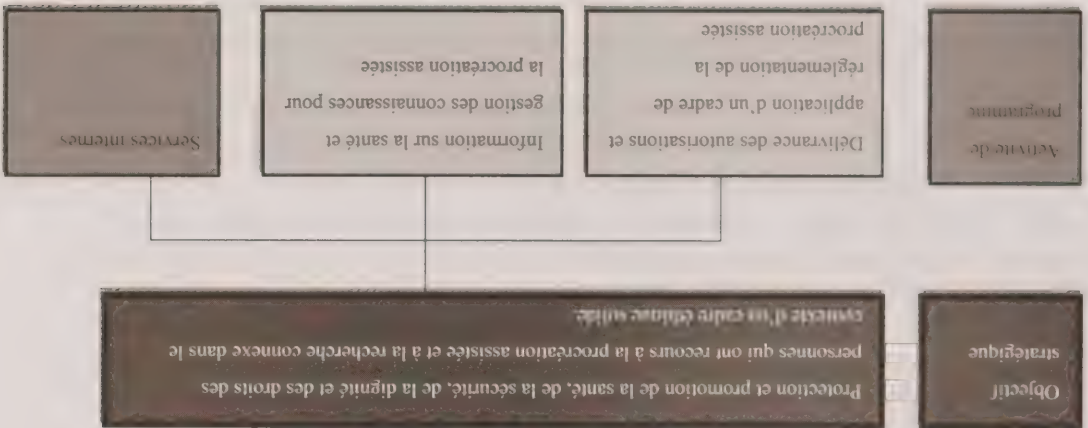 Objectif
stratégique
Protection et promotion de la santé, de la sécurité, de la dignité et des droits des
personnes qui ont recours à la procréation assistée et à la recherche connexe dans le
contexte d'un cadre éthique solide.
Activité de
programme
Délivrance des autorisations et
application d'un cadre de
réglementation de la
procréation assistée
Information sur la santé et
gestion des connaissances pour
la procréation assistée
Services internes